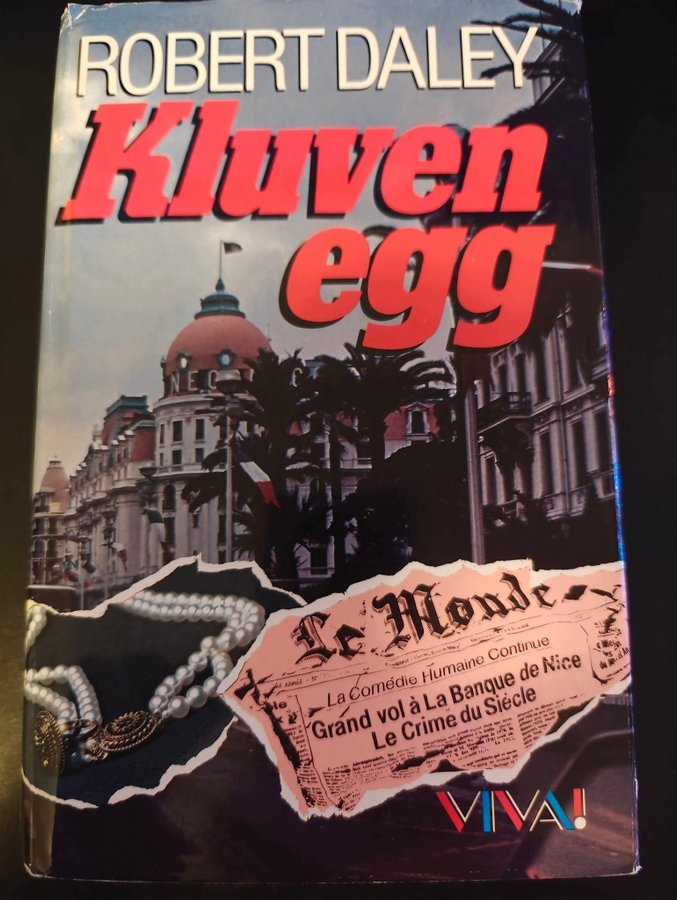 ROBERT DALEY
Kluven
egg
NEG
Le Monde
La Comédie Humaine Continue
Grand vol à La Banque de Nice
Le Crime du Siécle
VIVA!